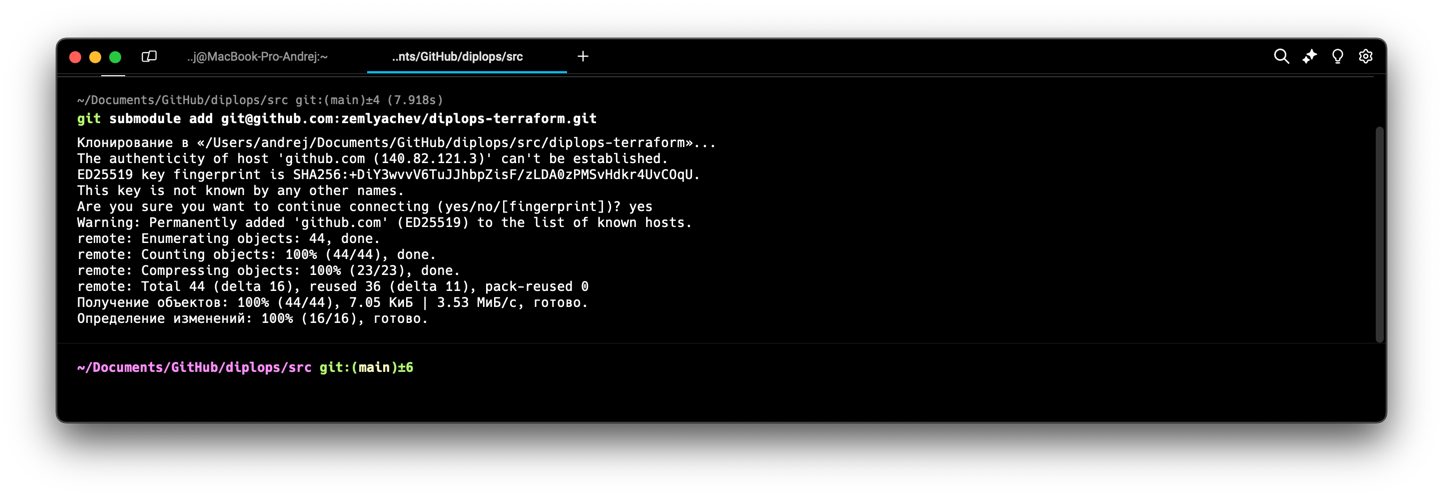 ..j@MacBook-Pro-Andrej:~
..nts/GitHub/diplops/src
~/Documents/GitHub/diplops/src git:(main)±4 (7.918s)
git submodule add git@github.com:zemlyachev/diplops-terraform.git
Клонирование в «/Users/andrej/Documents/GitHub/diplops/src/diplops-terraform»...
The authenticity of host 'github.com (140.82.121.3)' can't be established.
ED25519 key fingerprint is SHA256:+DiY3wvvV6TuJJhbpZisF/zLDA0zPMSvHdkr4UvCOqU.
This key is not known by any other names.
Are you sure you want to continue connecting (yes/no/[fingerprint])? yes
Warning: Permanently added 'github.com' (ED25519) to the list of known hosts.
remote: Enumerating objects: 44, done.
remote: Counting objects: 100% (44/44), done.
remote: Compressing objects: 100% (23/23), done.
remote: Total 44 (delta 16), reused 36 (delta 11), pack-reused 0
Получение объектов: 100% (44/44), 7.05 КиБ | 3.53 МиБ/с, готово.
Определение изменений: 100% (16/16), готово.
~/Documents/GitHub/diplops/src git:(main)±6